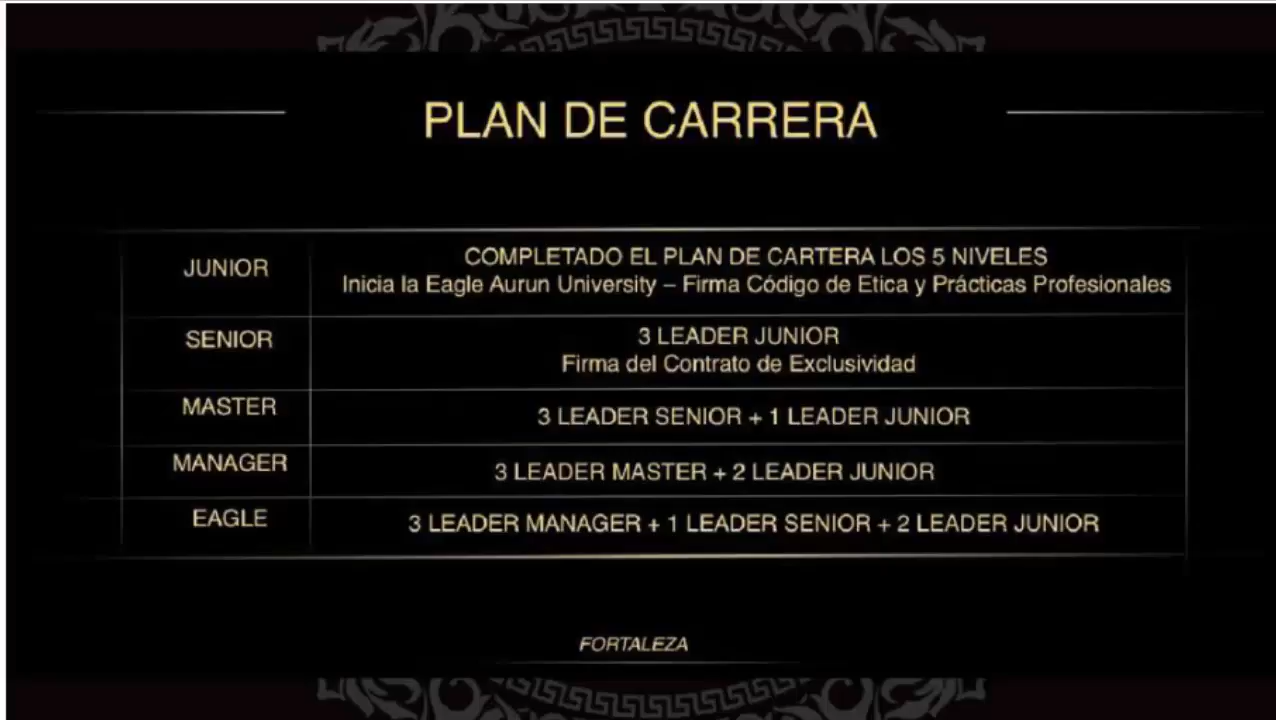 PLAN DE CARRERA
JUNIOR
COMPLETADO EL PLAN DE CARTERA LOS 5 NIVELES
Inicia la Eagle Aurun University – Firma Código de Etica y Prácticas Profesionales
SENIOR
3 LEADER JUNIOR
Firma del Contrato de Exclusividad
MASTER
3 LEADER SENIOR + 1 LEADER JUNIOR
MANAGER
3 LEADER MASTER + 2 LEADER JUNIOR
EAGLE
3 LEADER MANAGER + 1 LEADER SENIOR + 2 LEADER JUNIOR
FORTALEZA